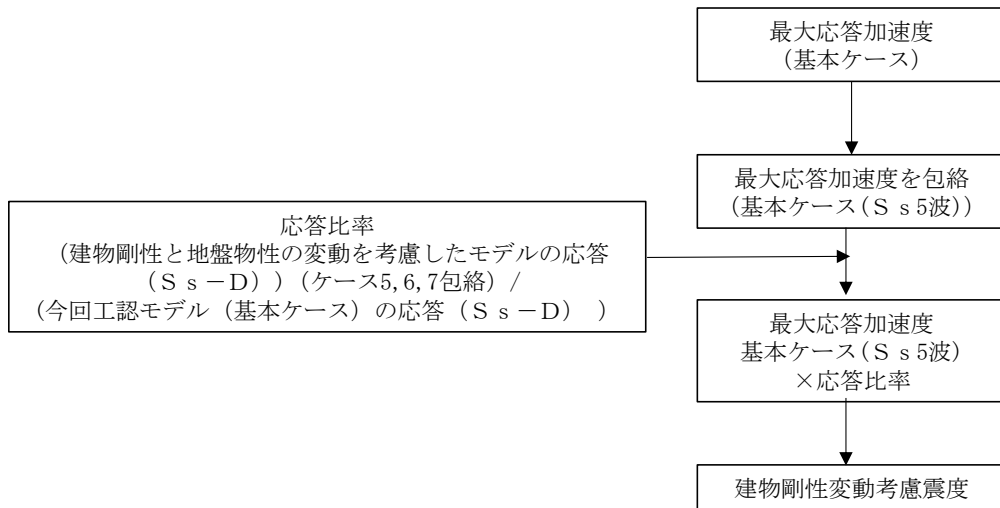 最大応答加速度
（基本ケース）
最大応答加速度を包絡
（基本ケース（Ｓｓ5波））
応答比率
（建物剛性と地盤物性の変動を考慮したモデルの応答
（Ｓｓ－Ｄ））（ケース5,6,7包絡）/
（今回工認モデル（基本ケース）の応答（Ｓｓ－Ｄ） ）
最大応答加速度
基本ケース（Ｓｓ5波）
×応答比率
建物剛性変動考慮震度